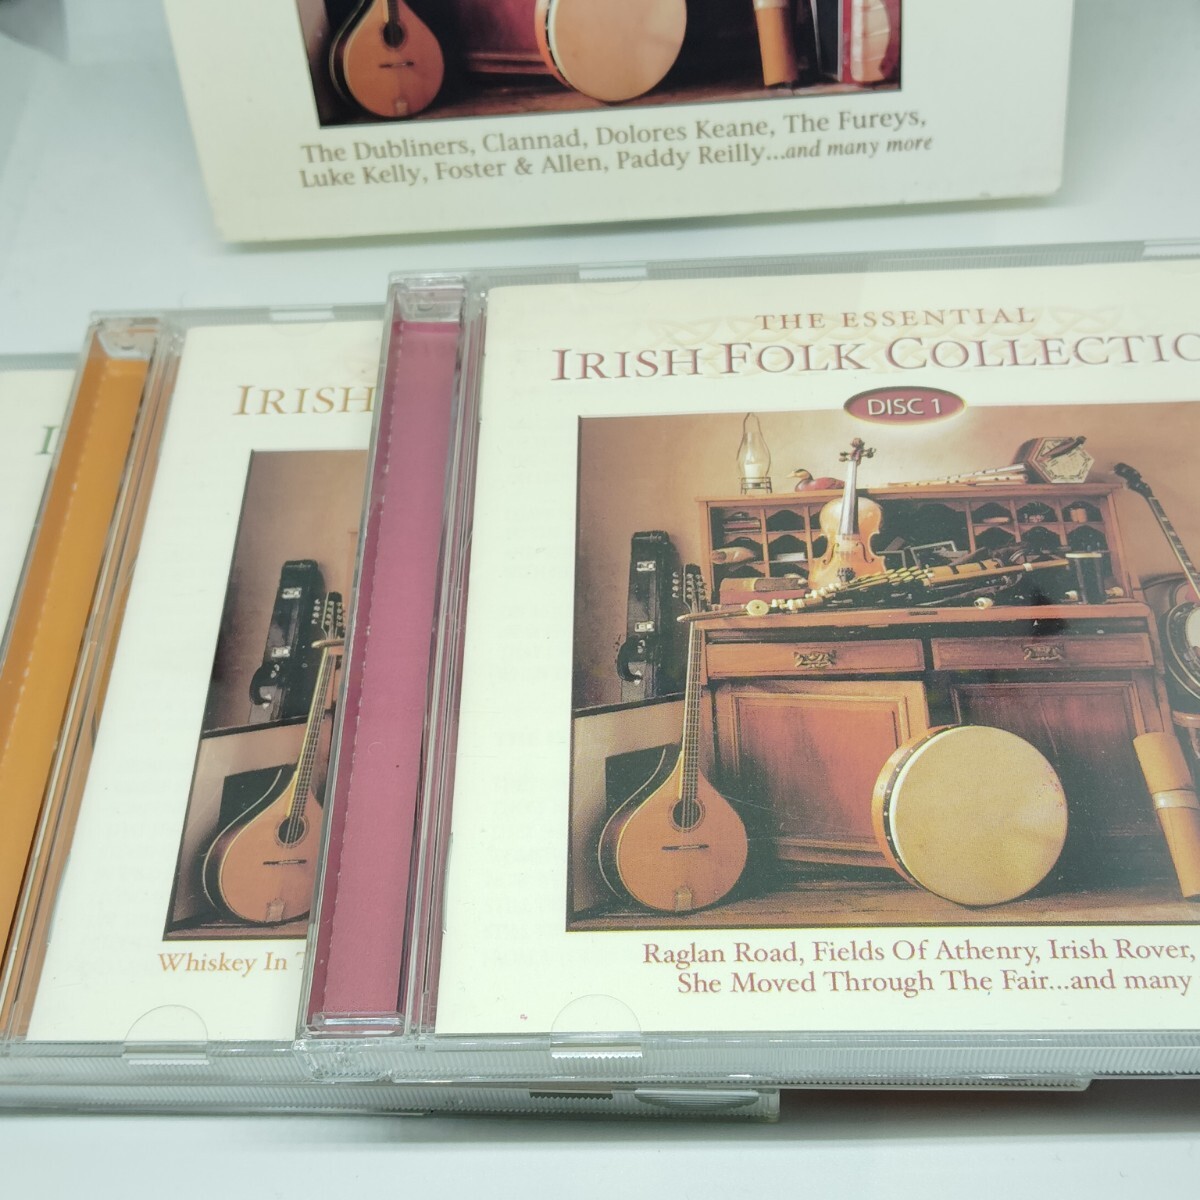 The Dubliners, Clannad, Dolores Keane, The Fureys,
Luke Kelly, Foster & Allen, Paddy Reilly...and many more
I
IRISH
Whiskey In
THE ESSENTIAL
IRISH FOLK COLLECTIO
DISC 1
Raglan Road, Fields Of Athenry, Irish Rover,
She Moved Through The Fair...and many